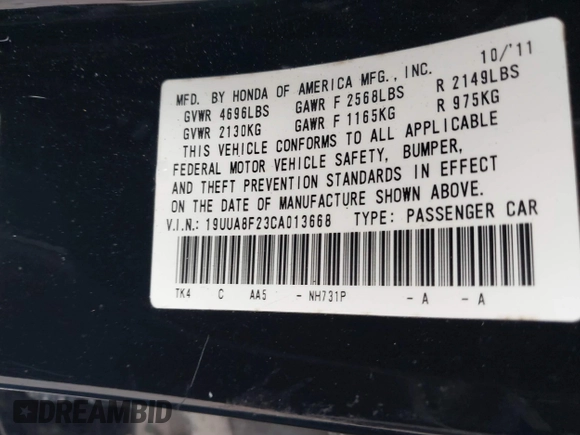 10/'11
MFD. BY HONDA OF AMERICA MFG., INC.
GVWR 4696LBS GAWR F 2568LBS R 2149LBS
GVWR 2130KG GAWR F 1165KG R 975KG
THIS VEHICLE CONFORMS TO ALL APPLICABLE
FEDERAL MOTOR VEHICLE SAFETY, BUMPER,
AND THEFT PREVENTION STANDARDS IN EFFECT
ON THE DATE OF MANUFACTURE SHOWN ABOVE.
V.I.N.: 19UUA8F23CA013668 TYPE: PASSENGER CAR
TK4 C AA5 - NH731P - A - A
DREAMBID